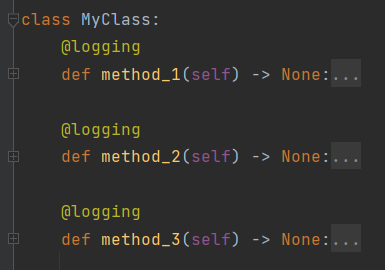 class MyClass:
@logging
def method_1(self) -> None:...
@logging
def method_2(self) -> None:...
@logging
def method_3(self) -> None:...